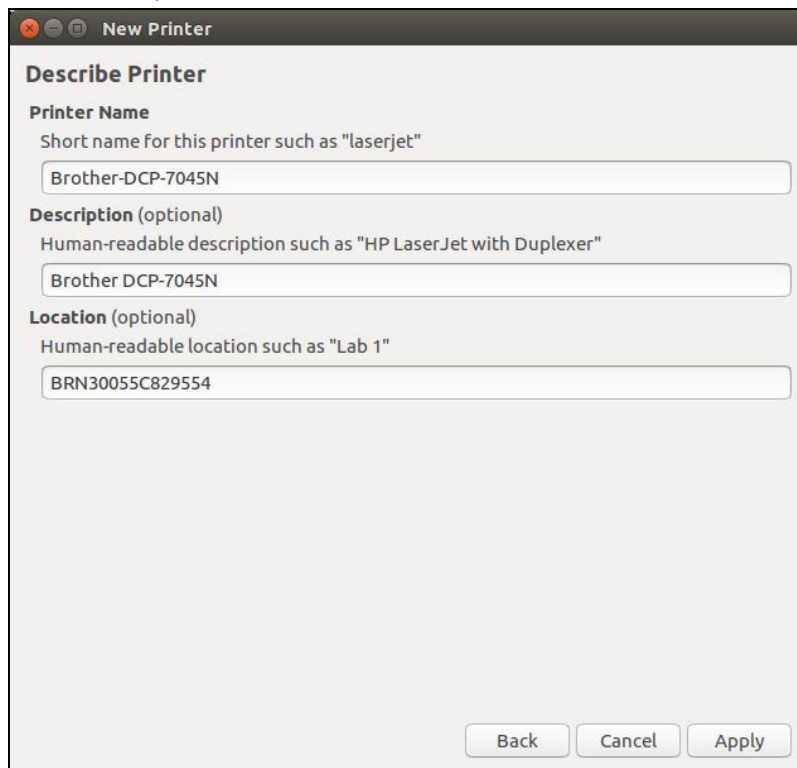 New Printer
Describe Printer
Printer Name
Short name for this printer such as "laserjet"
Brother-DCP-7045N
Description (optional)
Human-readable description such as "HP LaserJet with Duplexer"
Brother DCP-7045N
Location (optional)
Human-readable location such as "Lab 1"
BRN30055C829554
Back Cancel Apply